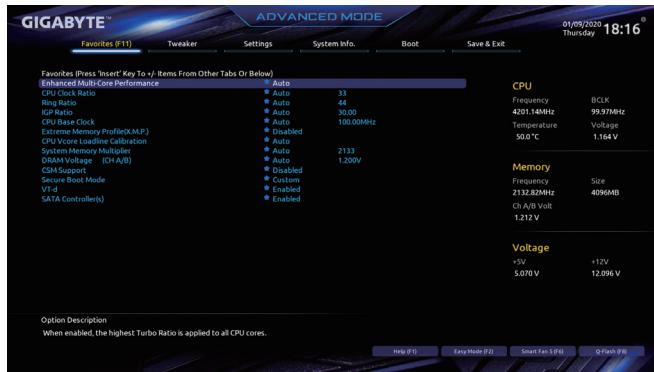 GIGABYTE™
ADVANCED MODE
01/09/2020
Thursday
18:16
Favorites (F11) Tweaker Settings System Info. Boot Save & Exit
Favorites (Press 'Insert' Key To +/- Items From Other Tabs Or Below)
Enhanced Multi-Core Performance Auto
CPU Clock Ratio Auto 33
Ring Ratio Auto 44
IGP Ratio Auto 30.00
CPU Base Clock Auto 100.00MHz
Extreme Memory Profile(X.M.P.) Disabled
CPU Vcore Loadline Calibration Auto
System Memory Multiplier Auto 2133
DRAM Voltage (CH A/B) Auto 1.200V
CSM Support Disabled
Secure Boot Mode Custom
VT-d Enabled
SATA Controller(s) Enabled
CPU
Frequency BCLK
4201.14MHz 99.97MHz
Temperature Voltage
50.0°C 1.164 V
Memory
Frequency Size
2132.82MHz 4096MB
Ch A/B Volt
1.212 V
Voltage
+5V +12V
5.070 V 12.096 V
Option Description
When enabled, the highest Turbo Ratio is applied to all CPU cores.
Help (F1) Easy Mode (F2) Smart Fan 5 (F6) Q-Flash (F8)